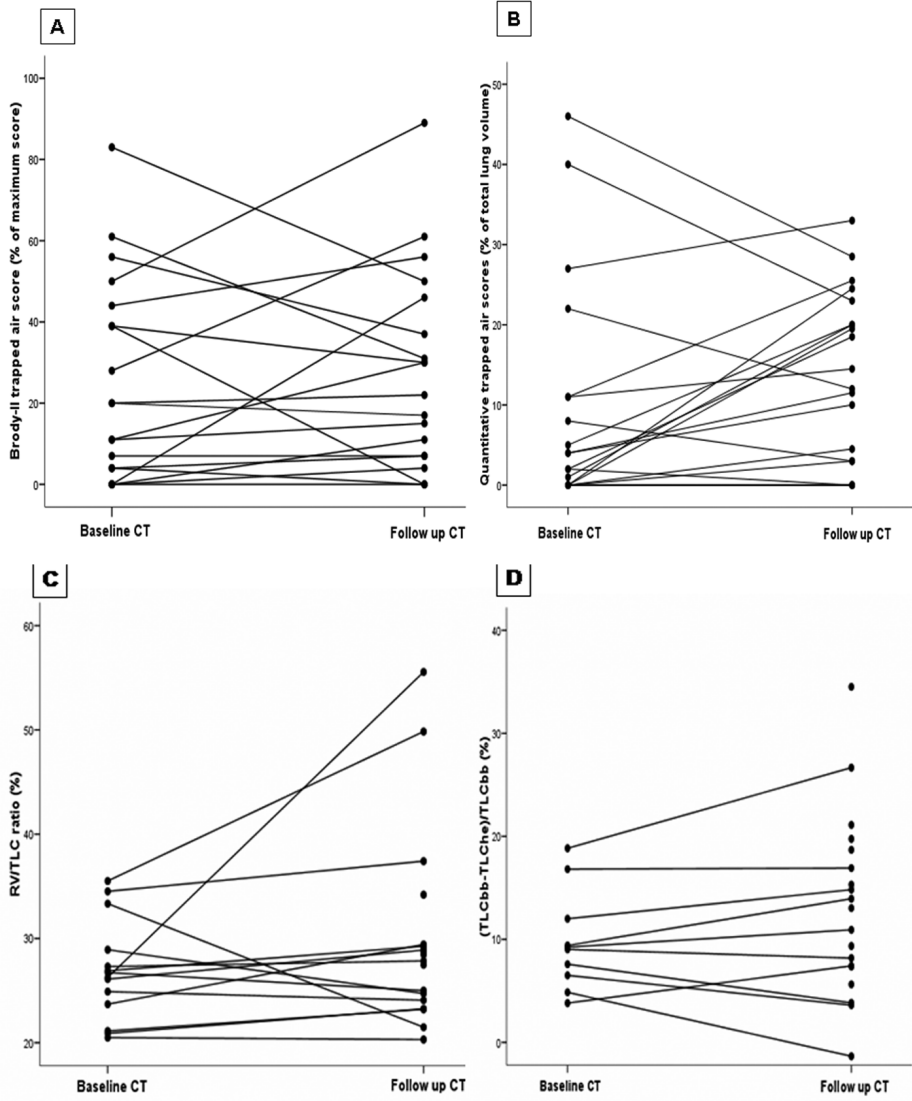 A
Brody-II trapped air score (% of maximum score)
100
80
60
40
20
0
Baseline CT
Follow up CT
B
Quantitative trapped air scores (% of total lung volume)
50
40
30
20
10
0
Baseline CT
Follow up CT
C
RV/TLC ratio (%)
60
50
40
30
20
Baseline CT
Follow up CT
D
(TLCbb-TLChe)/TLCbb (%)
40
30
20
10
0
Baseline CT
Follow up CT